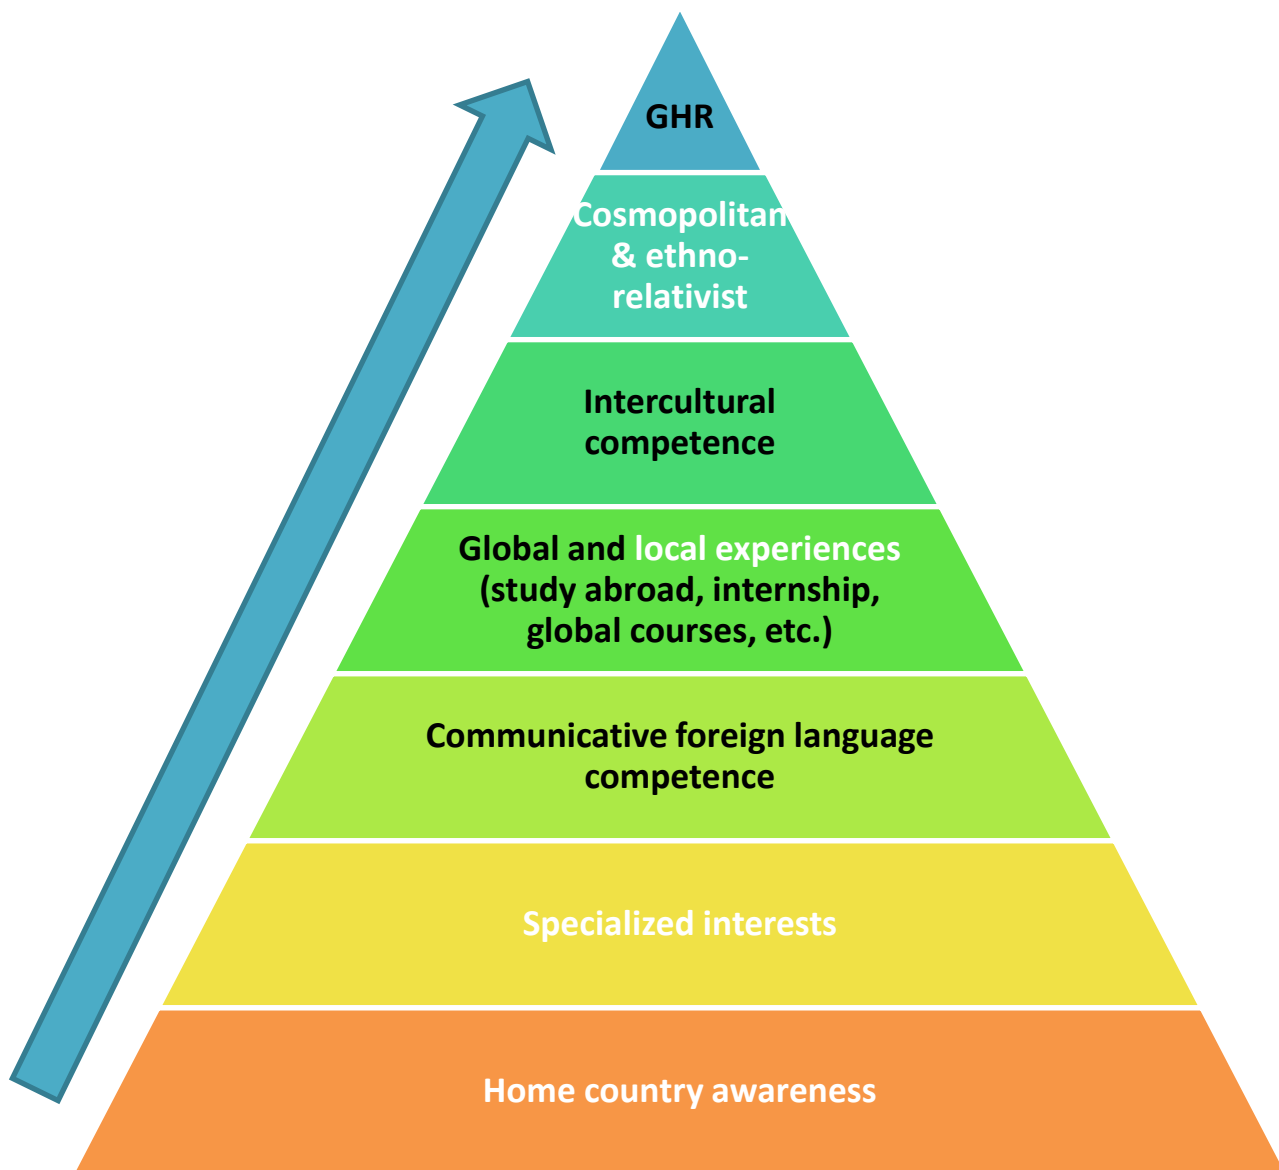 GHR
Cosmopolitan
& ethno-
relativist
Intercultural
competence
Global and local experiences
(study abroad, internship,
global courses, etc.)
Communicative foreign language
competence
Specialized interests
Home country awareness